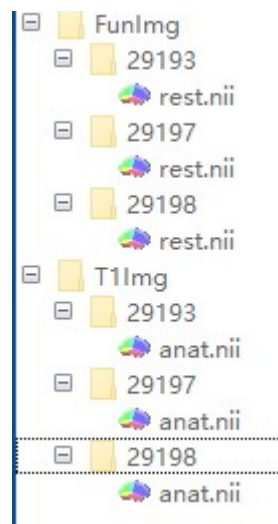 FunImg
29193
rest.nii
29197
rest.nii
29198
rest.nii
T1Img
29193
anat.nii
29197
anat.nii
29198
anat.nii